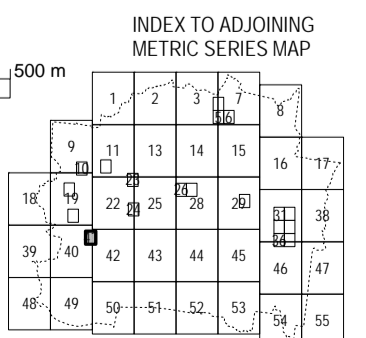 INDEX TO ADJOINING
METRIC SERIES MAP
500 m
1 2 3 7
5 6 8
9 11 13 14 15
10 16 17
23 26
18 19 22 25 28 29
24 31 38
36
39 40 42 43 44 45
46 47
48 49 50 51 52 53
54 55